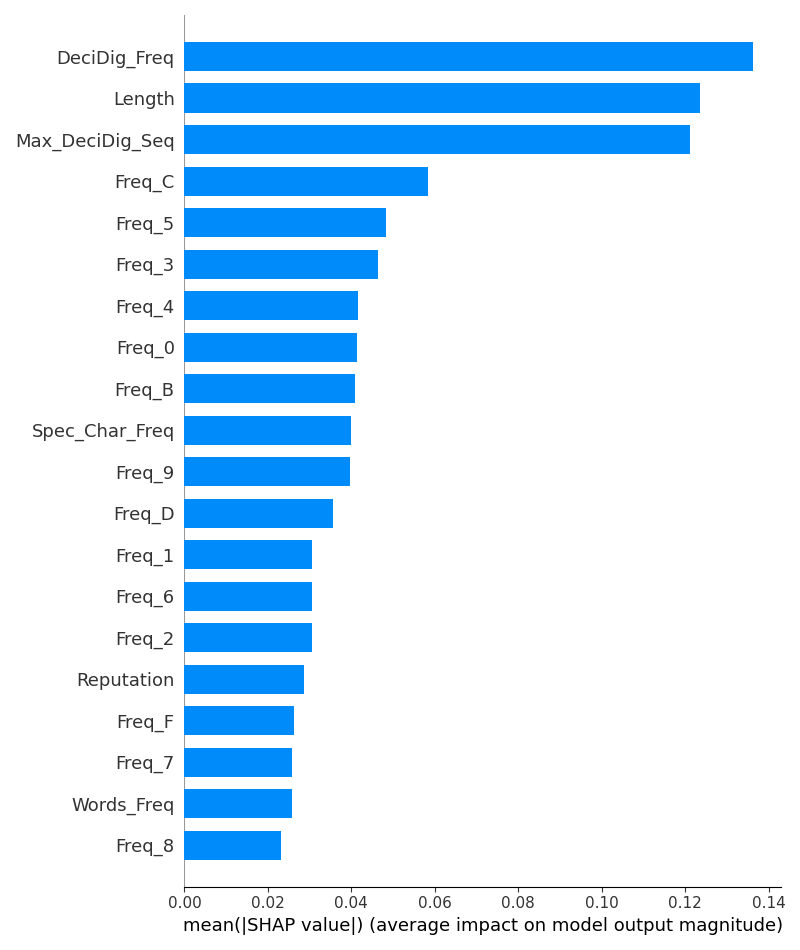 DeciDig_Freq
Length
Max_DeciDig_Seq
Freq_C
Freq_5
Freq_3
Freq_4
Freq_0
Freq_B
Spec_Char_Freq
Freq_9
Freq_D
Freq_1
Freq_6
Freq_2
Reputation
Freq_F
Freq_7
Words_Freq
Freq_8
0.00 0.02 0.04 0.06 0.08 0.10 0.12 0.14
mean(|SHAP value|) (average impact on model output magnitude)